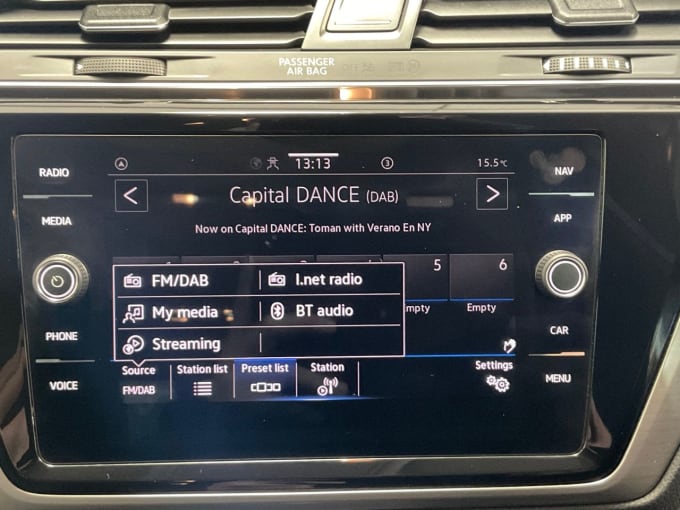 PASSENGER
AIR BAG
RADIO
MEDIA
PHONE
VOICE
13:13
3
15.5°C
NAV
APP
CAR
MENU
< Capital DANCE (DAB) >
Now on Capital DANCE: Toman with Verano En NY
5
6
mpty
Empty
FM/DAB
I.net radio
My media
BT audio
Streaming
Source
FM/DAB
Station list
Preset list
Station
Settings